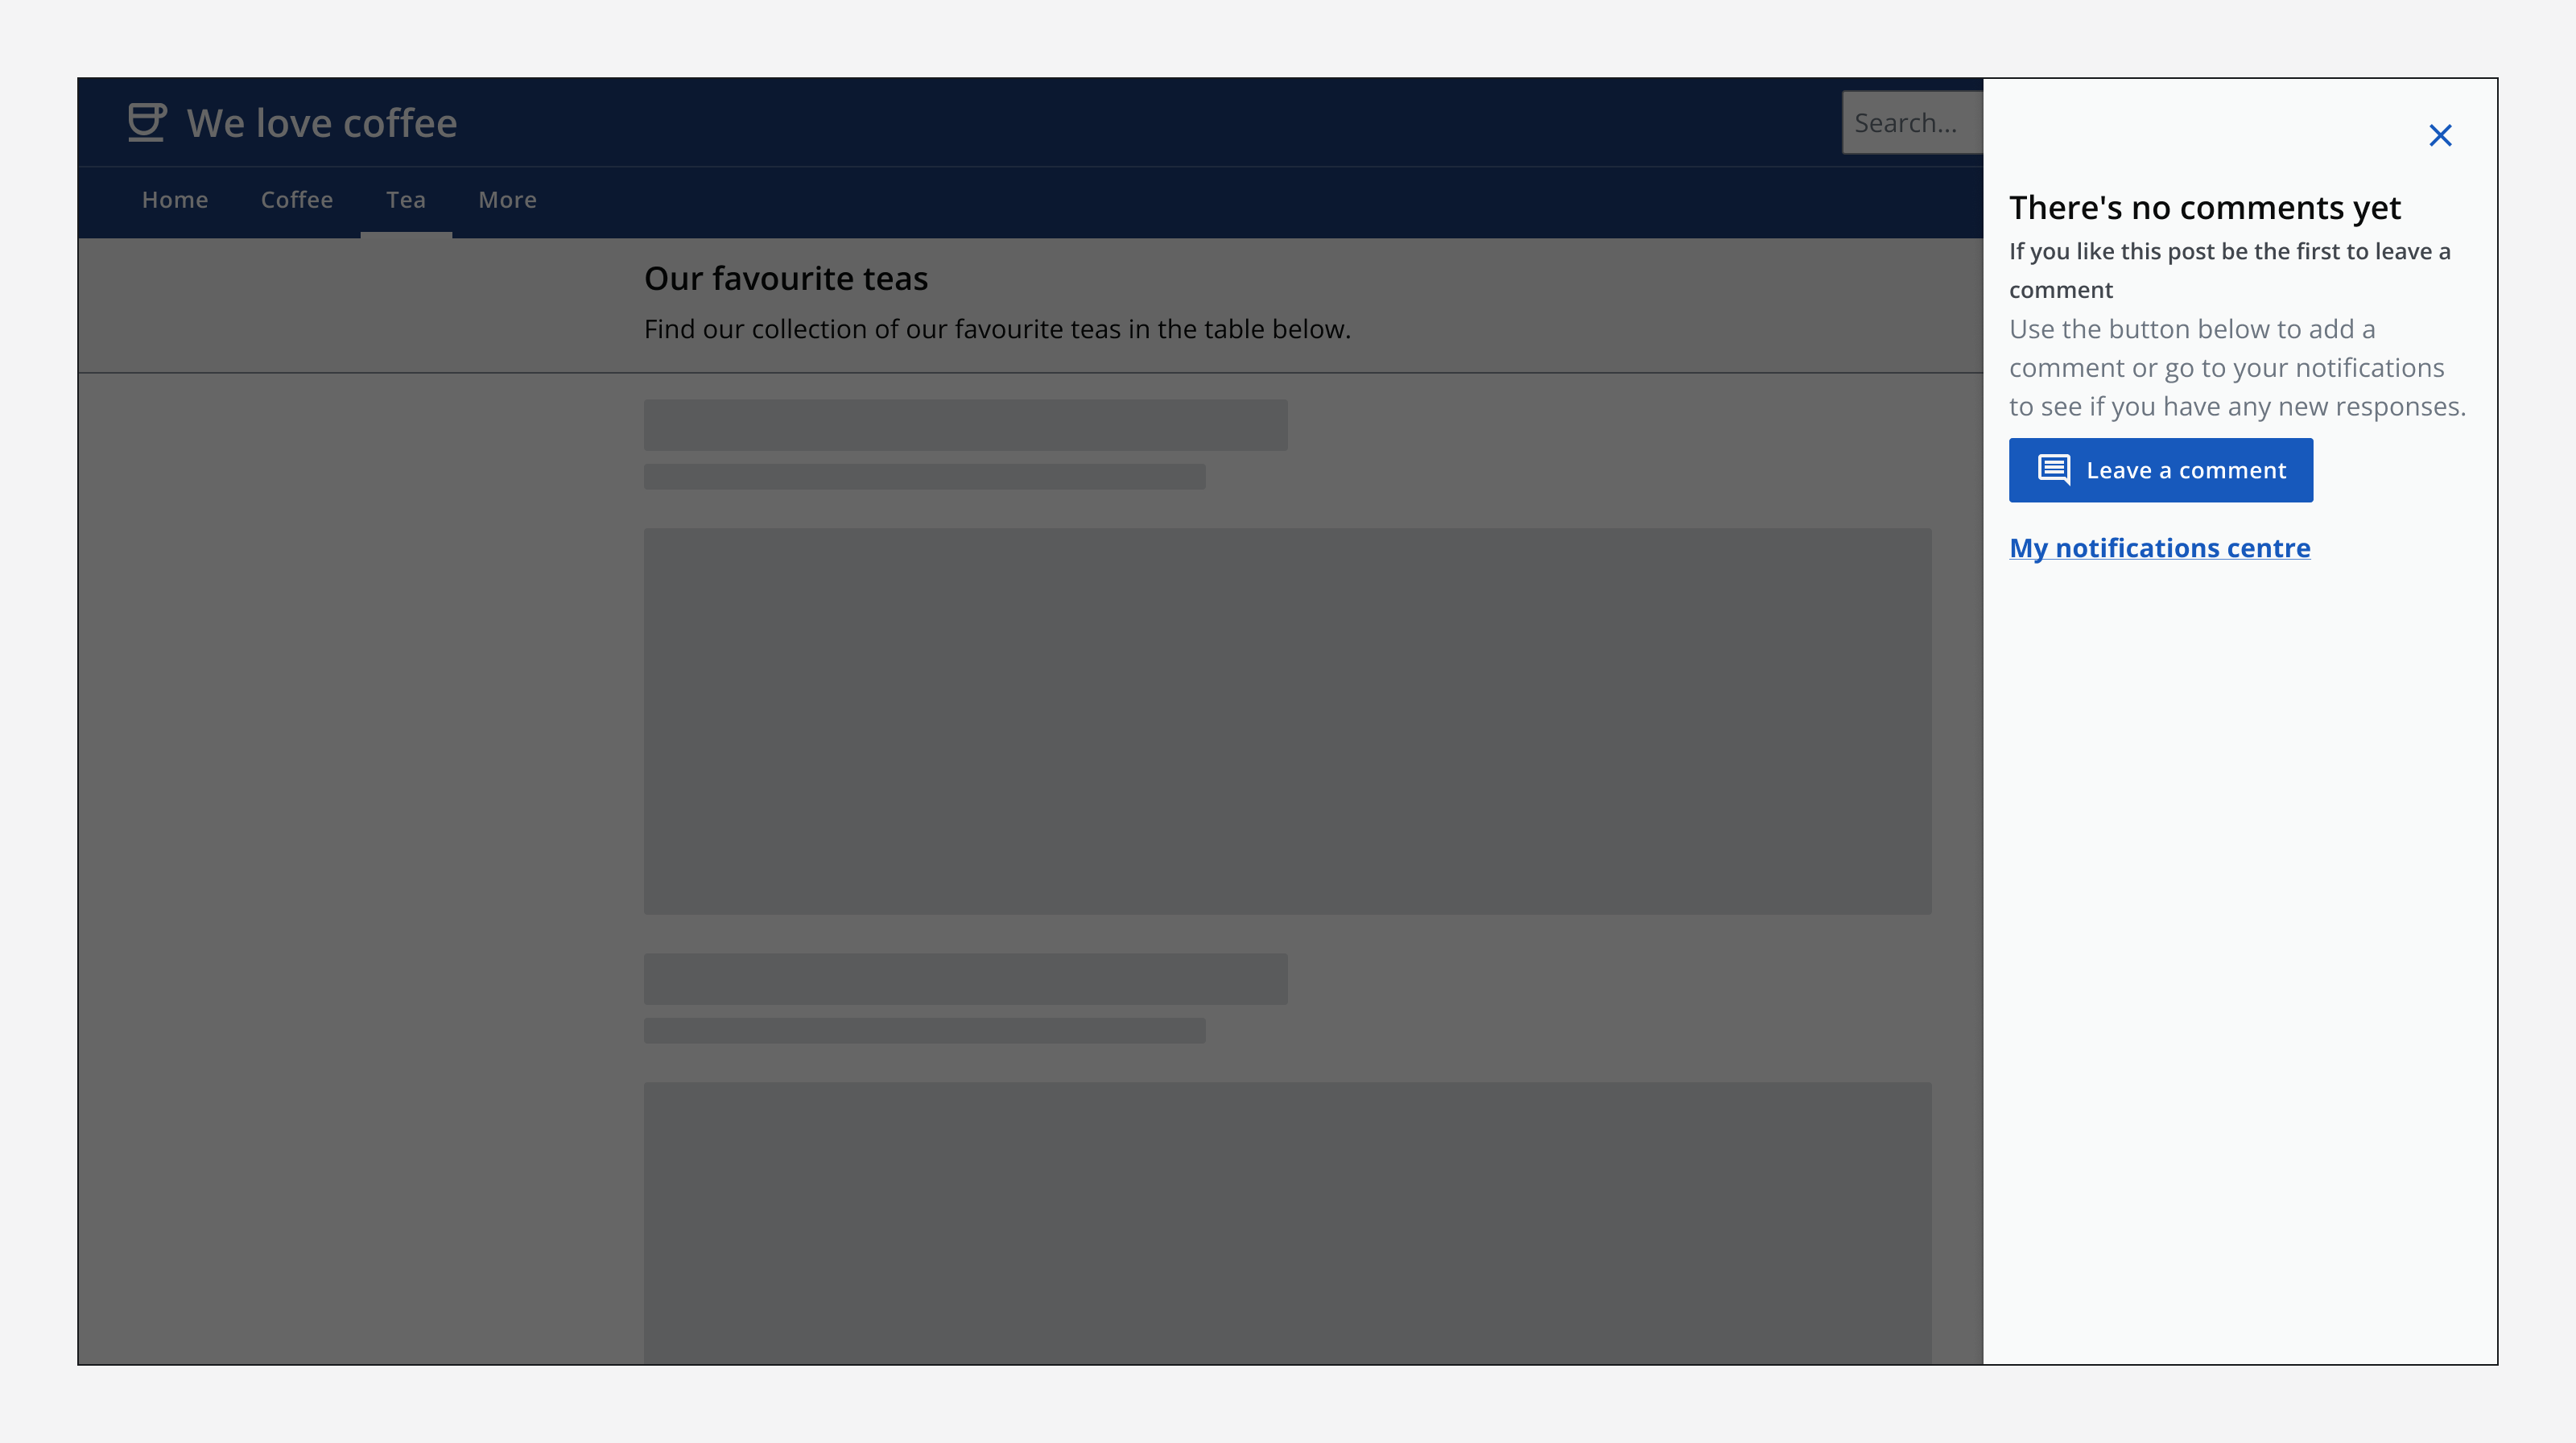 We love coffee
Search...
Home Coffee Tea More
Our favourite teas
Find our collection of our favourite teas in the table below.
There's no comments yet
If you like this post be the first to leave a
comment
Use the button below to add a
comment or go to your notifications
to see if you have any new responses.
Leave a comment
My notifications centre